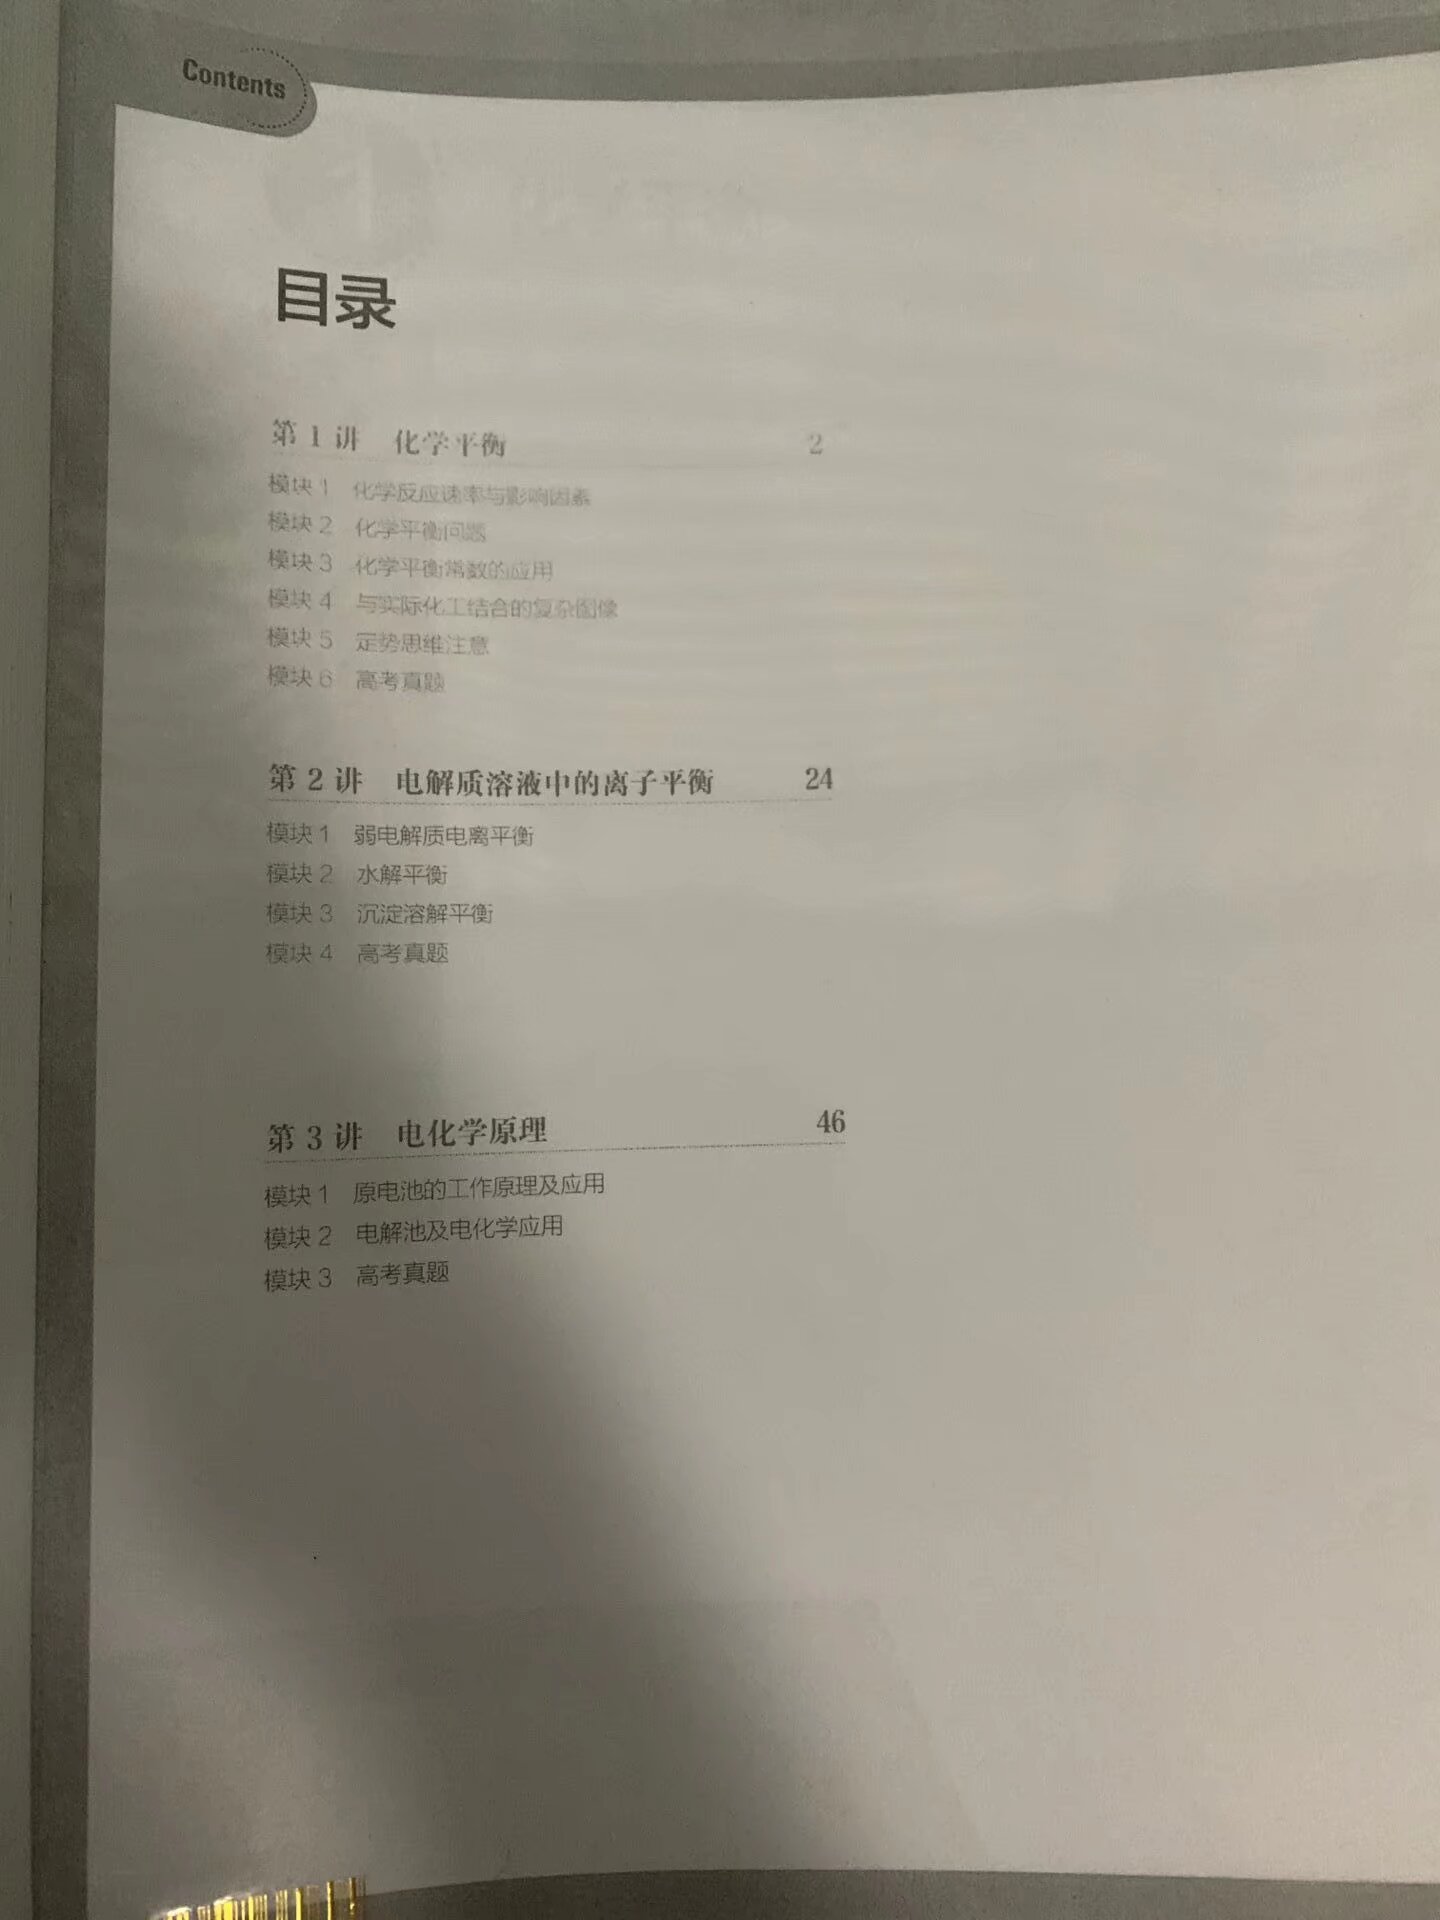 Contents
目录
第 1 讲 化学平衡 2
模块 1 化学反应速率与影响因素
模块 2 化学平衡问题
模块 3 化学平衡常数的应用
模块 4 与实际化工结合的复杂图像
模块 5 定势思维注意
模块 6 高考真题
第 2 讲 电解质溶液中的离子平衡 24
模块 1 弱电解质电离平衡
模块 2 水解平衡
模块 3 沉淀溶解平衡
模块 4 高考真题
第 3 讲 电化学原理 46
模块 1 原电池的工作原理及应用
模块 2 电解池及电化学应用
模块 3 高考真题